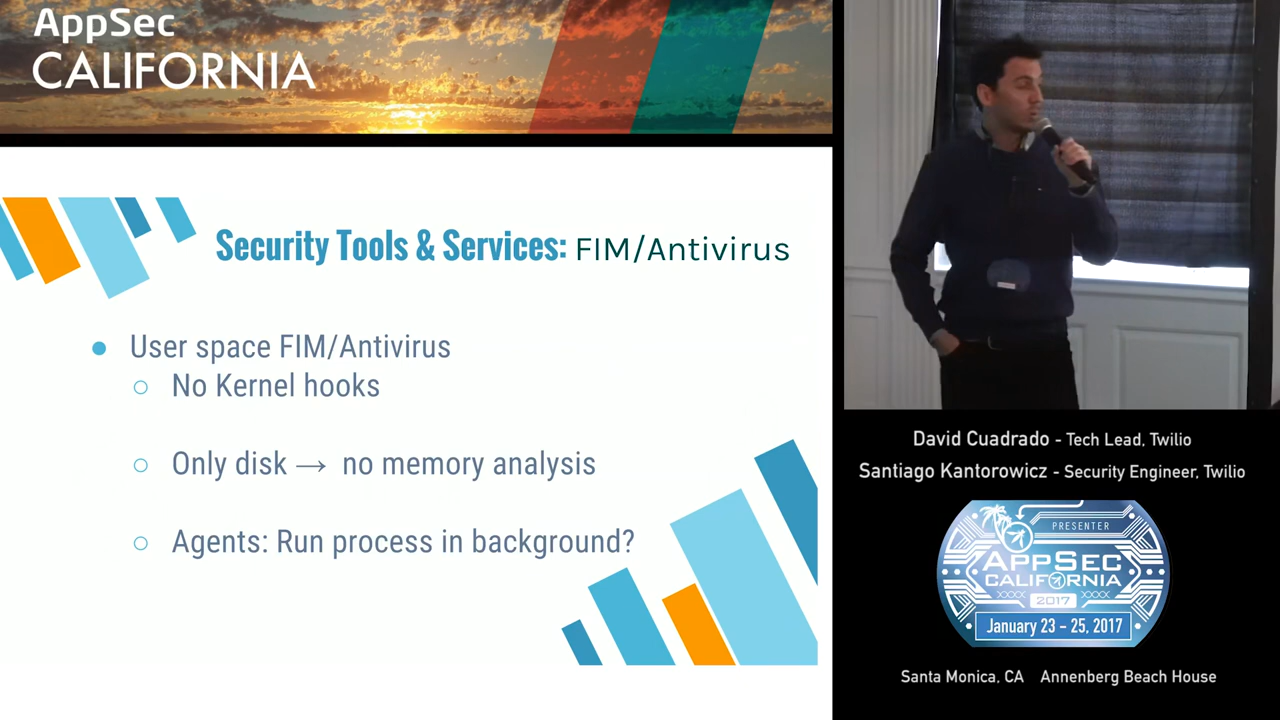 AppSec
CALIFORNIA
Security Tools & Services: FIM/Antivirus
● User space FIM/Antivirus
○ No Kernel hooks
○ Only disk → no memory analysis
○ Agents: Run process in background?
David Cuadrado - Tech Lead, Twilio
Santiago Kantorowicz - Security Engineer, Twilio
PRESENTER
APPSEC
CALIFORNIA
2017
January 23 – 25, 2017
Santa Monica, CA Annenberg Beach House